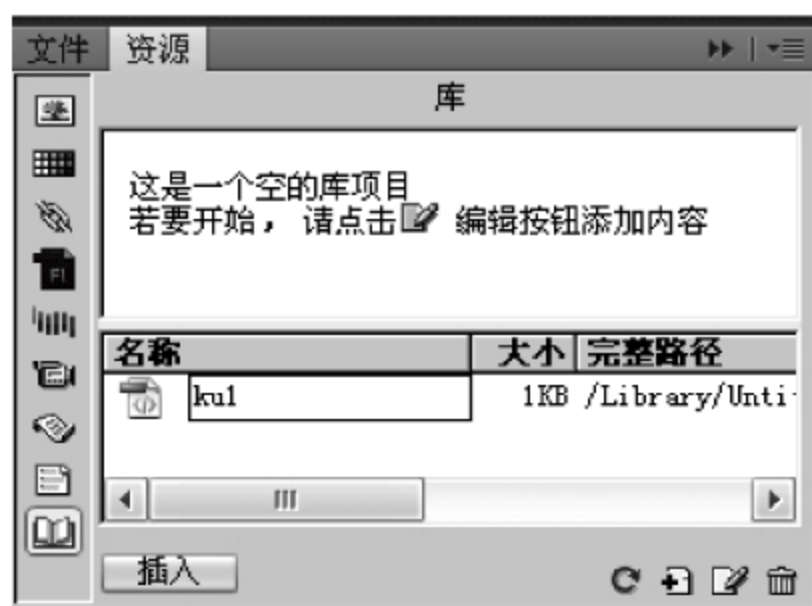 文件 资源
库
这是一个空的库项目
若要开始， 请点击 编辑按钮添加内容
Fl
名称 大小 完整路径
ku1 1KB /Library/Unti
插入